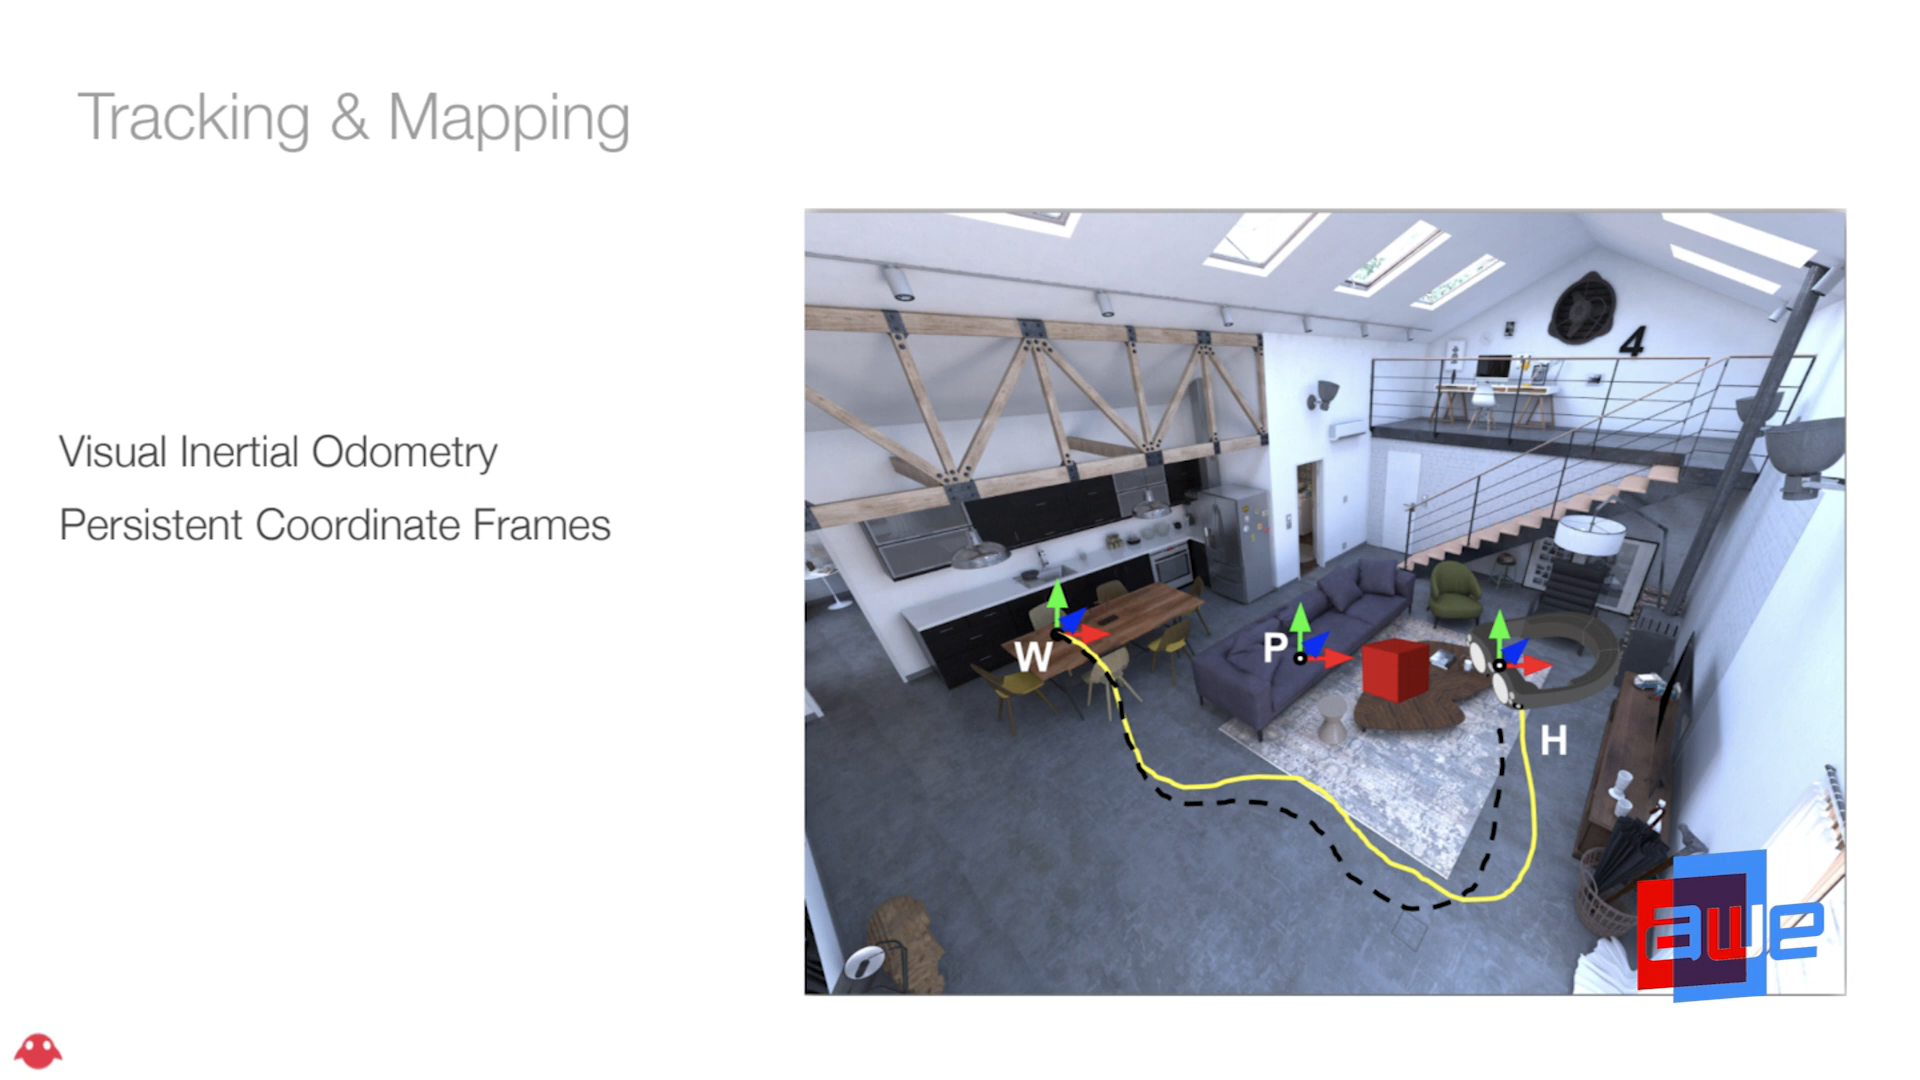 Tracking & Mapping
Visual Inertial Odometry
Persistent Coordinate Frames
4
W
P
H
awe